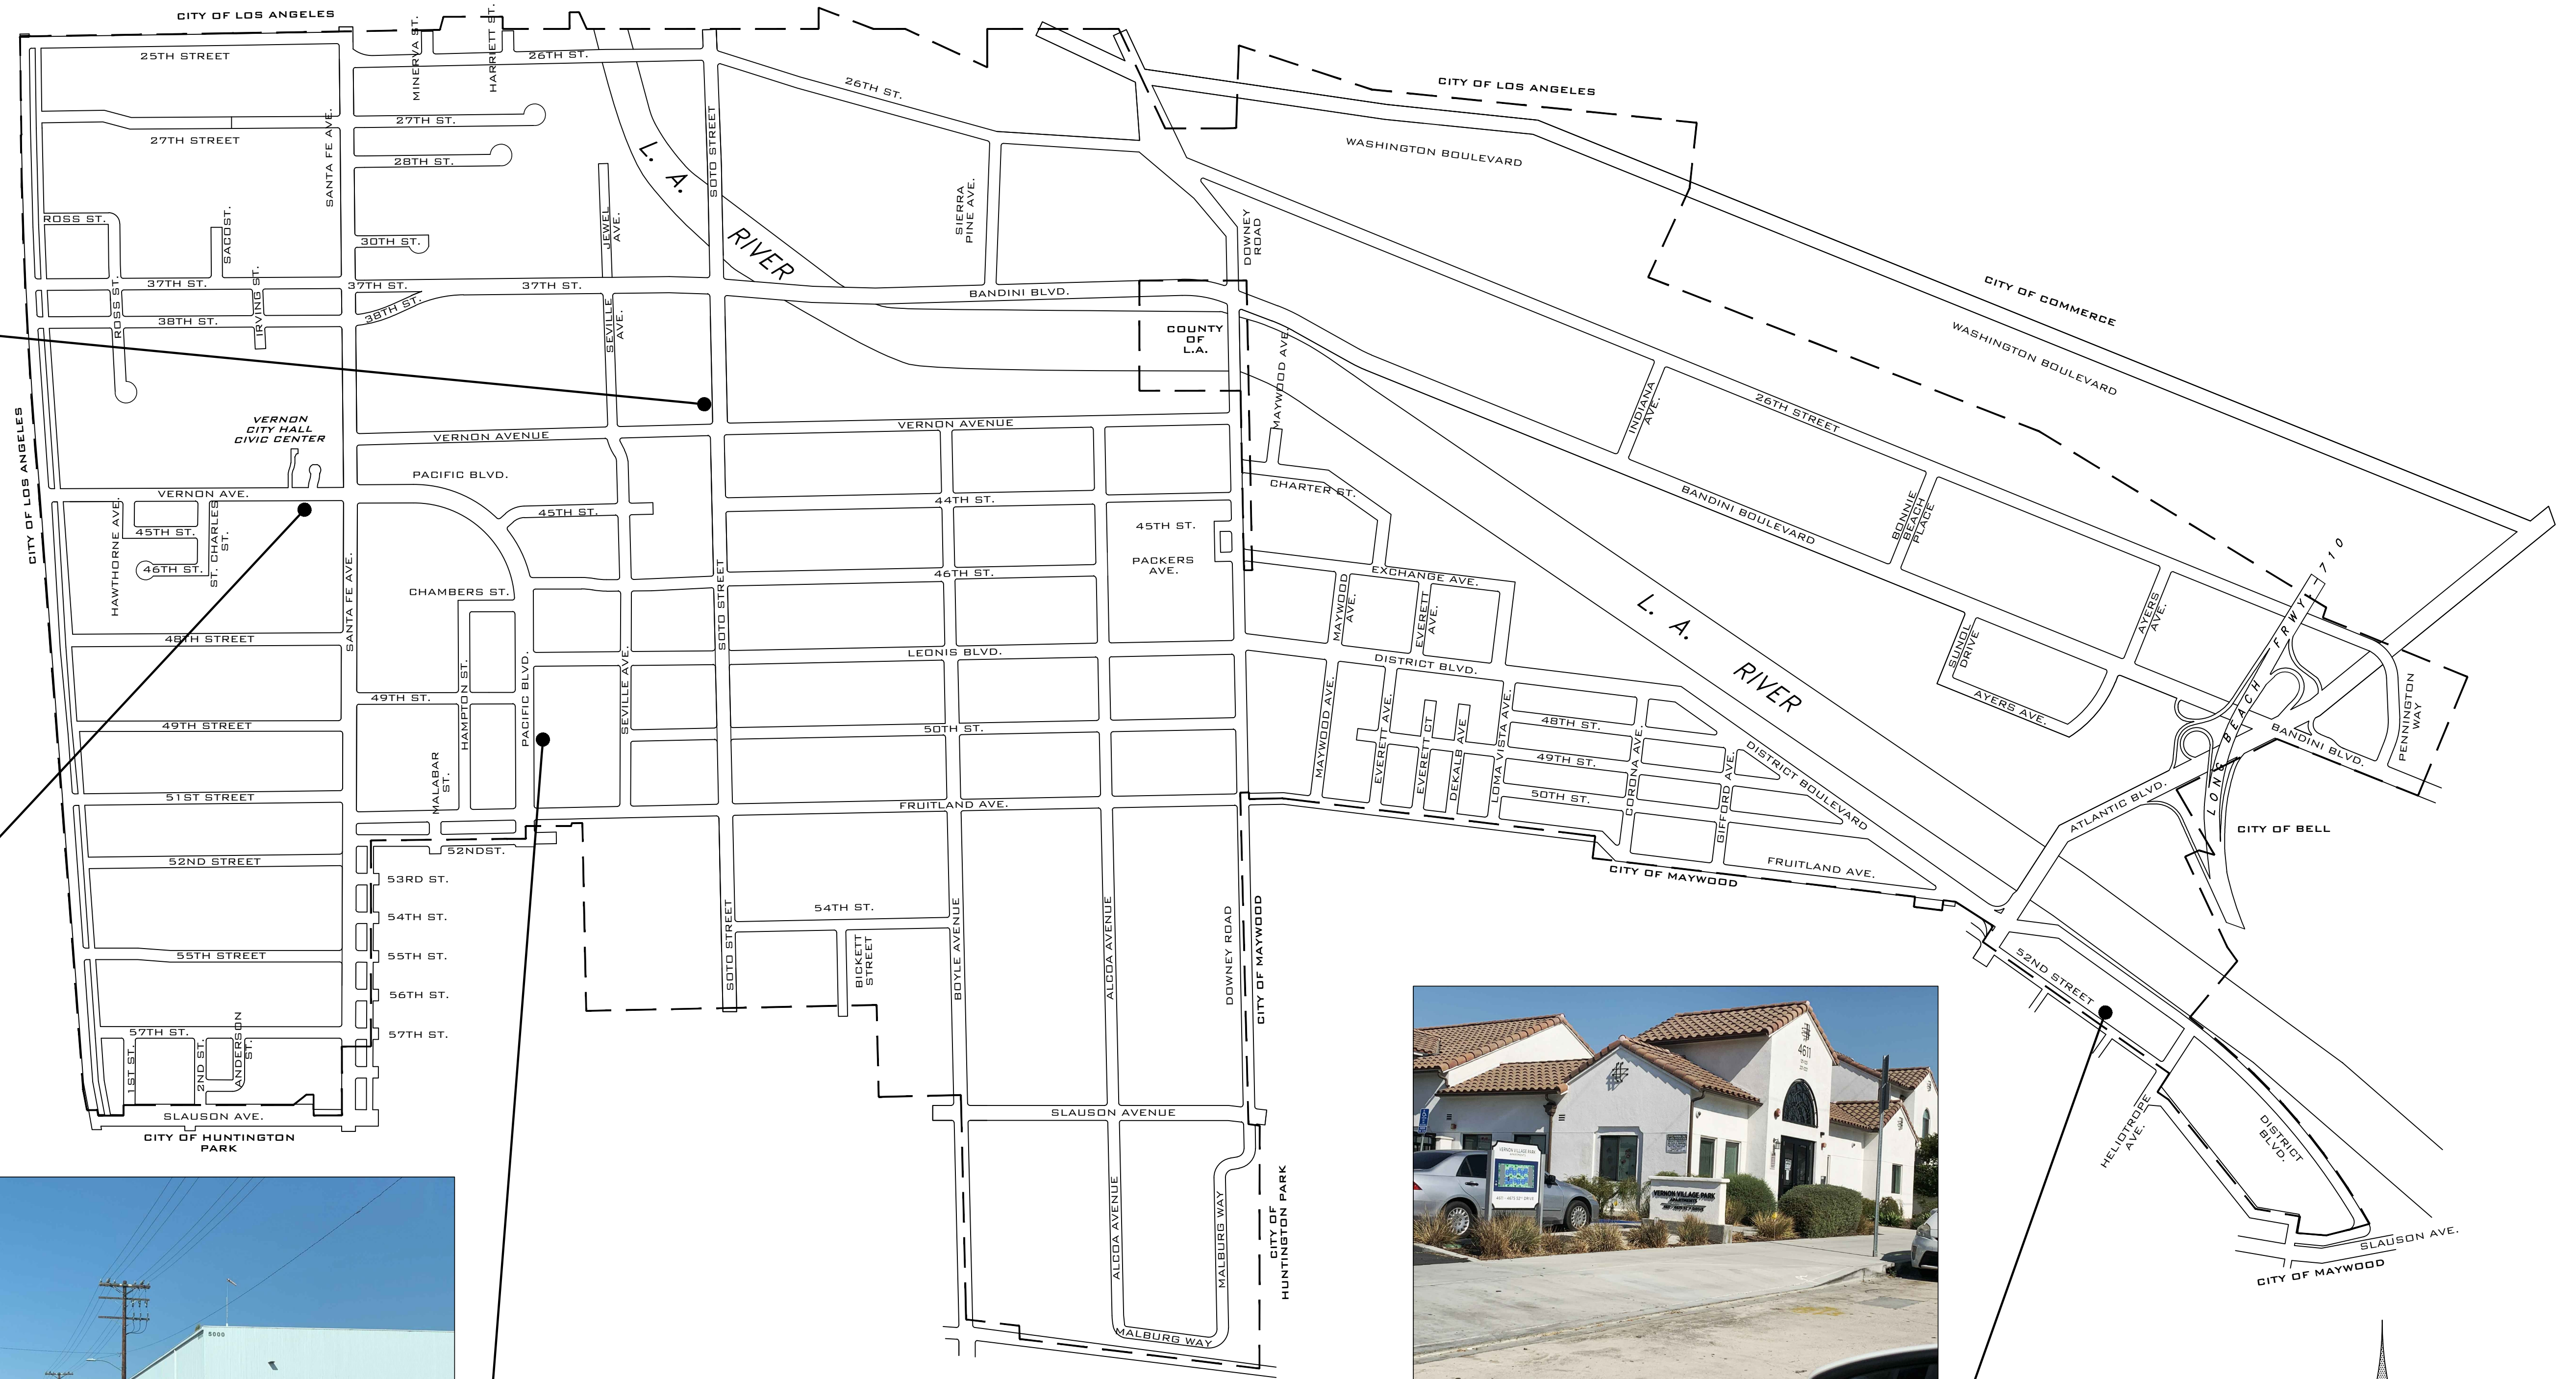 CITY OF LOS ANGELES
MINERVA ST.
HARRIETT ST.
25TH STREET
26TH ST.
26TH ST.
CITY OF LOS ANGELES
27TH STREET
SANTA FE AVE.
27TH ST.
28TH ST.
SOTO STREET
L. A.
RIVER
WASHINGTON BOULEVARD
ROSS ST.
SACOST.
30TH ST.
JEWEL
AVE.
SIERRA
PINE AVE.
DOWNEY
ROAD
37TH ST.
37TH ST.
37TH ST.
BANDINI BLVD.
ROSS ST.
IRVING ST.
38TH ST.
38TH ST.
SEVILLE
AVE.
COUNTY
OF
L.A.
MAYWOOD AVE.
CITY OF COMMERCE
WASHINGTON BOULEVARD
INDIANA
AVE.
26TH STREET
VERNON
CITY HALL
CIVIC CENTER
VERNON AVENUE
VERNON AVENUE
CITY OF LOS ANGELES
PACIFIC BLVD.
VERNON AVE.
CHARTER ST.
BANDINI BOULEVARD
BONNIE
BEACH
PLACE
HAWTHORNE AVE.
45TH ST.
ST. CHARLES
ST.
45TH ST.
44TH ST.
45TH ST.
46TH ST.
46TH ST.
PACKERS
AVE.
EXCHANGE AVE.
710
CHAMBERS ST.
SANTA FE AVE.
SOTO STREET
MAYWOOD
AVE.
EVERETT
AVE.
L. A.
RIVER
SUNOL
DRIVE
AYERS
AVE.
LONG BEACH FRWY.
48TH STREET
HAMPTON ST.
PACIFIC BLVD.
SEVILLE AVE.
LEONIS BLVD.
DISTRICT BLVD.
AYERS AVE.
PENNINGTON
WAY
49TH ST.
49TH STREET
50TH ST.
MAYWOOD AVE.
EVERETT AVE.
EVERETT CT
DEKALB AVE
LOMA VISTA AVE.
48TH ST.
49TH ST.
50TH ST.
CORONA AVE.
GIFFORD AVE.
DISTRICT BOULEVARD
BANDINI BLVD.
ATLANTIC BLVD.
CITY OF BELL
MALABAR
ST.
51ST STREET
FRUITLAND AVE.
FRUITLAND AVE.
CITY OF MAYWOOD
52NDST.
52ND STREET
53RD ST.
54TH ST.
54TH ST.
55TH STREET
55TH ST.
56TH ST.
57TH ST.
57TH ST.
SOTO STREET
BICKETT
STREET
BOYLE AVENUE
ALCOA AVENUE
DOWNEY ROAD
CITY OF MAYWOOD
52ND STREET
1ST ST.
2ND ST.
ANDERSON
ST.
SLAUSON AVE.
CITY OF HUNTINGTON
PARK
SLAUSON AVENUE
ALCOA AVENUE
MALBURG WAY
MALBURG WAY
CITY OF
HUNTINGTON PARK
HELIOTROPE
AVE.
DISTRICT
BLVD.
SLAUSON AVE.
CITY OF MAYWOOD
4611
VERNON VILLAGE PARK
VERNON VILLAGE PARK
APARTMENTS
5000